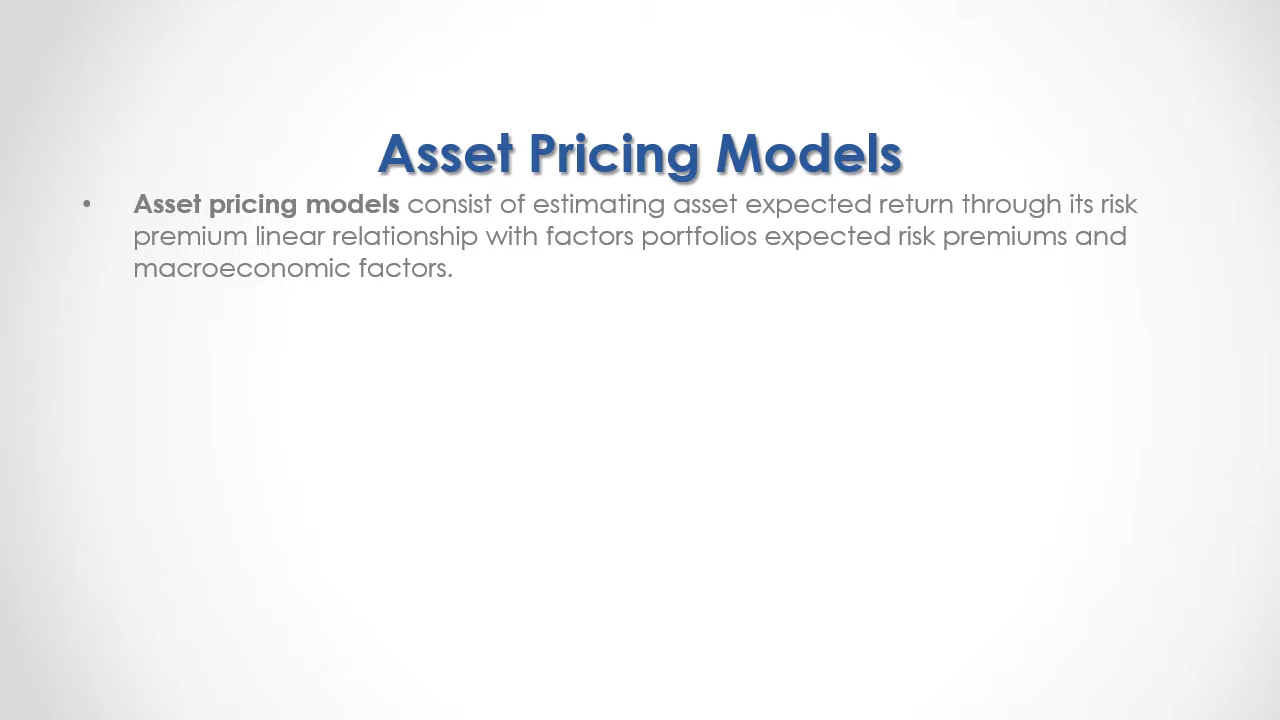 Asset Pricing Models
• Asset pricing models consist of estimating asset expected return through its risk
premium linear relationship with factors portfolios expected risk premiums and
macroeconomic factors.